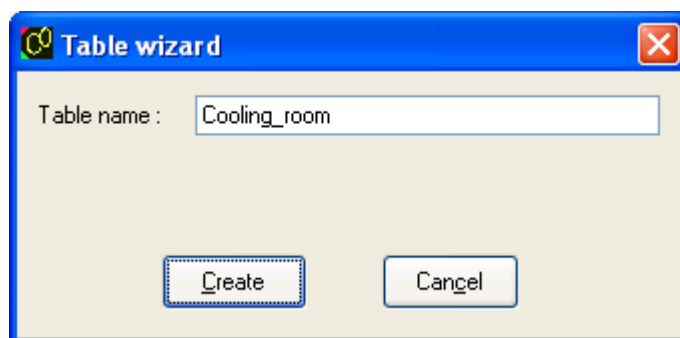 Table wizard
Table name :
Cooling_room
Create
Cancel